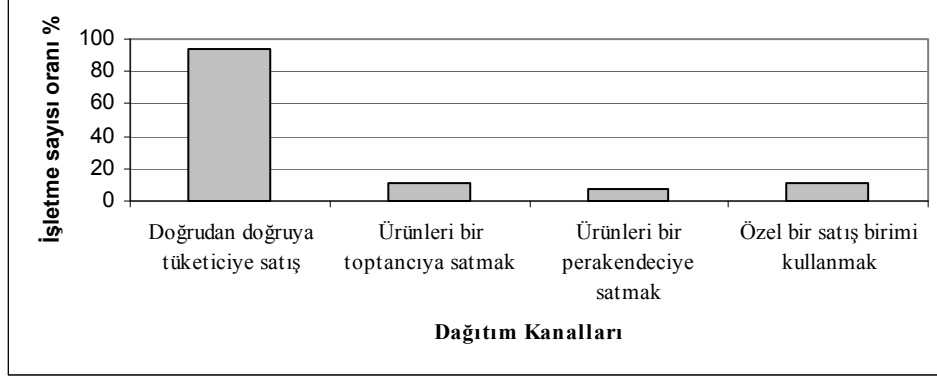 İşletme sayısı oranı %
100
80
60
40
20
0
Doğrudan doğruya
tüketiciye satış
Ürünleri bir
toptancıya satmak
Ürünleri bir
perakendeciye
satmak
Özel bir satış birimi
kullanmak
Dağıtım Kanalları